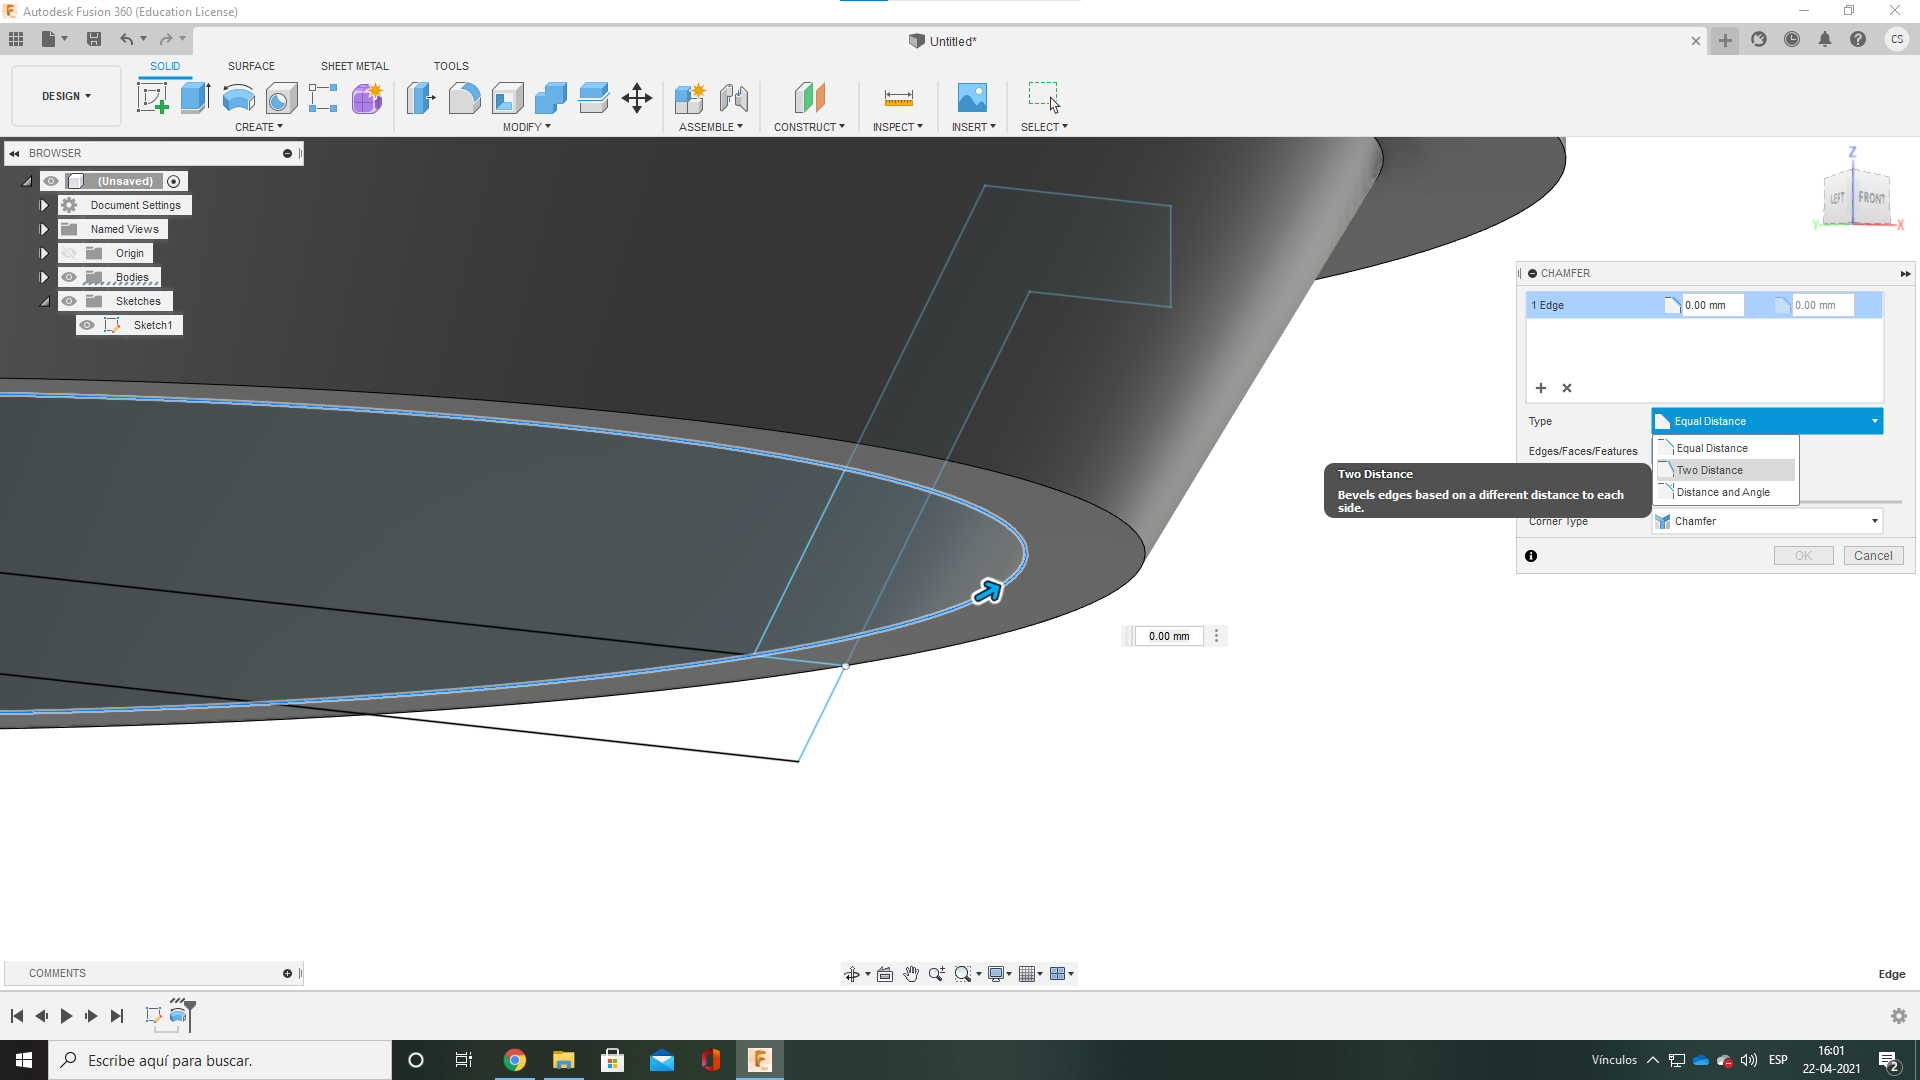 Autodesk Fusion 360 (Education License)
Untitled*
CS
DESIGN
SOLID
SURFACE
SHEET METAL
TOOLS
CREATE
MODIFY
ASSEMBLE
CONSTRUCT
INSPECT
INSERT
SELECT
BROWSER
(Unsaved)
Document Settings
Named Views
Origin
Bodies
Sketches
Sketch1
Z
LEFT
FRONT
Y
X
CHAMFER
1 Edge
0.00 mm
0.00 mm
Type
Equal Distance
Equal Distance
Edges/Faces/Features
Two Distance
Distance and Angle
Two Distance
Bevels edges based on a different distance to each
side.
Corner Type
Chamfer
OK
Cancel
0.00 mm
COMMENTS
Edge
Escribe aquí para buscar.
Vínculos
ESP
16:01
22-04-2021
2